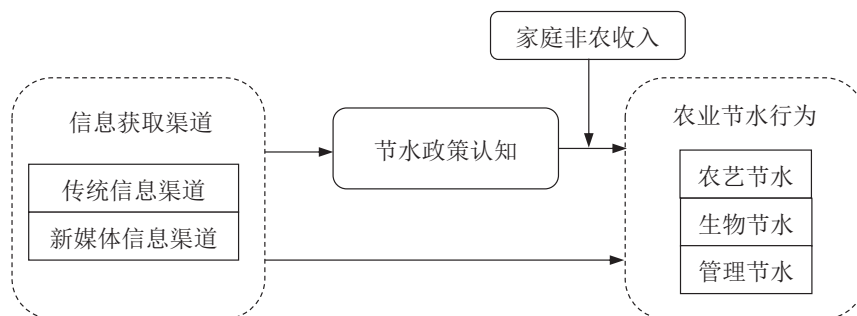 家庭非农收入
信息获取渠道
传统信息渠道
新媒体信息渠道
节水政策认知
农业节水行为
农艺节水
生物节水
管理节水